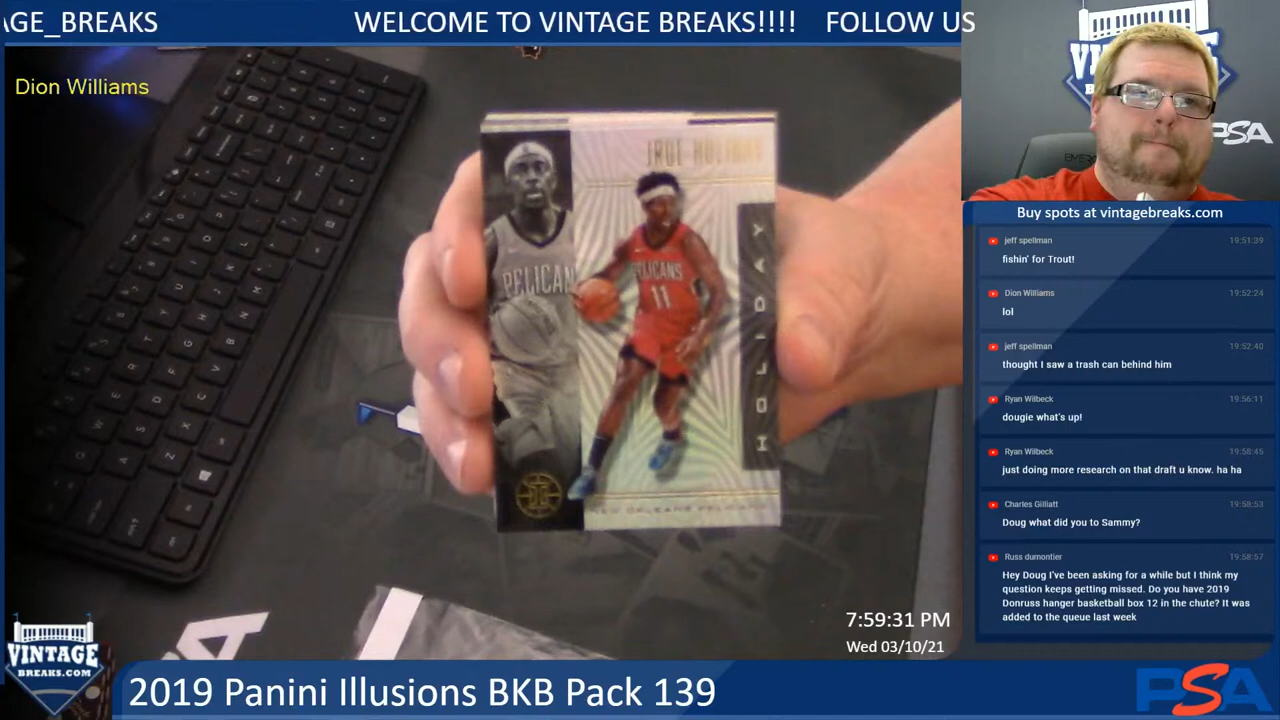 AGE_BREAKS WELCOME TO VINTAGE BREAKS!!!! FOLLOW US
Dion Williams
JRUE HOLIDAY
PELICANS
PELICANS
11
HOLIDAY
NEW ORLEANS PELICANS
PSA
Buy spots at vintagebreaks.com
jeff spellman 19:51:39
fishin' for Trout!
Dion Williams 19:52:24
lol
jeff spellman 19:52:40
thought I saw a trash can behind him
Ryan Wilbeck 19:56:11
dougie what's up!
Ryan Wilbeck 19:58:45
just doing more research on that draft u know. ha ha
Charles Gilliatt 19:58:53
Doug what did you to Sammy?
Russ dumontier 19:58:57
Hey Doug I've been asking for a while but I think my
question keeps getting missed. Do you have 2019
Donruss hanger basketball box 12 in the chute? It was
added to the queue last week
7:59:31 PM
Wed 03/10/21
VINTAGE
BREAKS.COM
2019 Panini Illusions BKB Pack 139
PSA